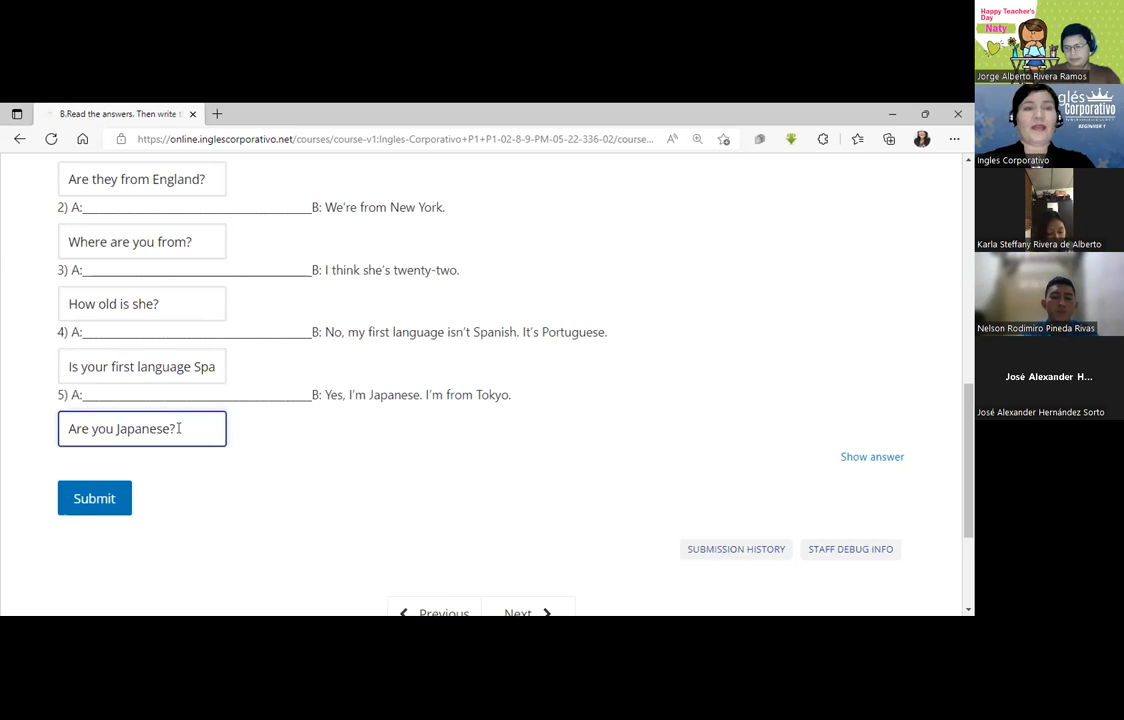 Happy Teacher's
Day
Naty
Jorge Alberto Rivera Ramos
B.Read the answers. Then write t
https://online.inglescorporativo.net/courses/course-v1:Ingles-Corporativo+P1+P1-02-8-9-PM-05-22-336-02/course...
glés
Corporativo
BEGINNER 1
Ingles Corporativo
Are they from England?
2) A:___________________________________B: We're from New York.
Where are you from?
3) A:___________________________________B: I think she's twenty-two.
How old is she?
4) A:___________________________________B: No, my first language isn't Spanish. It's Portuguese.
Is your first language Spa
5) A:___________________________________B: Yes, I'm Japanese. I'm from Tokyo.
Are you Japanese?
Show answer
Submit
SUBMISSION HISTORY
STAFF DEBUG INFO
Previous
Next
Karla Steffany Rivera de Alberto
Nelson Rodimiro Pineda Rivas
José Alexander H...
José Alexander Hernández Sorto